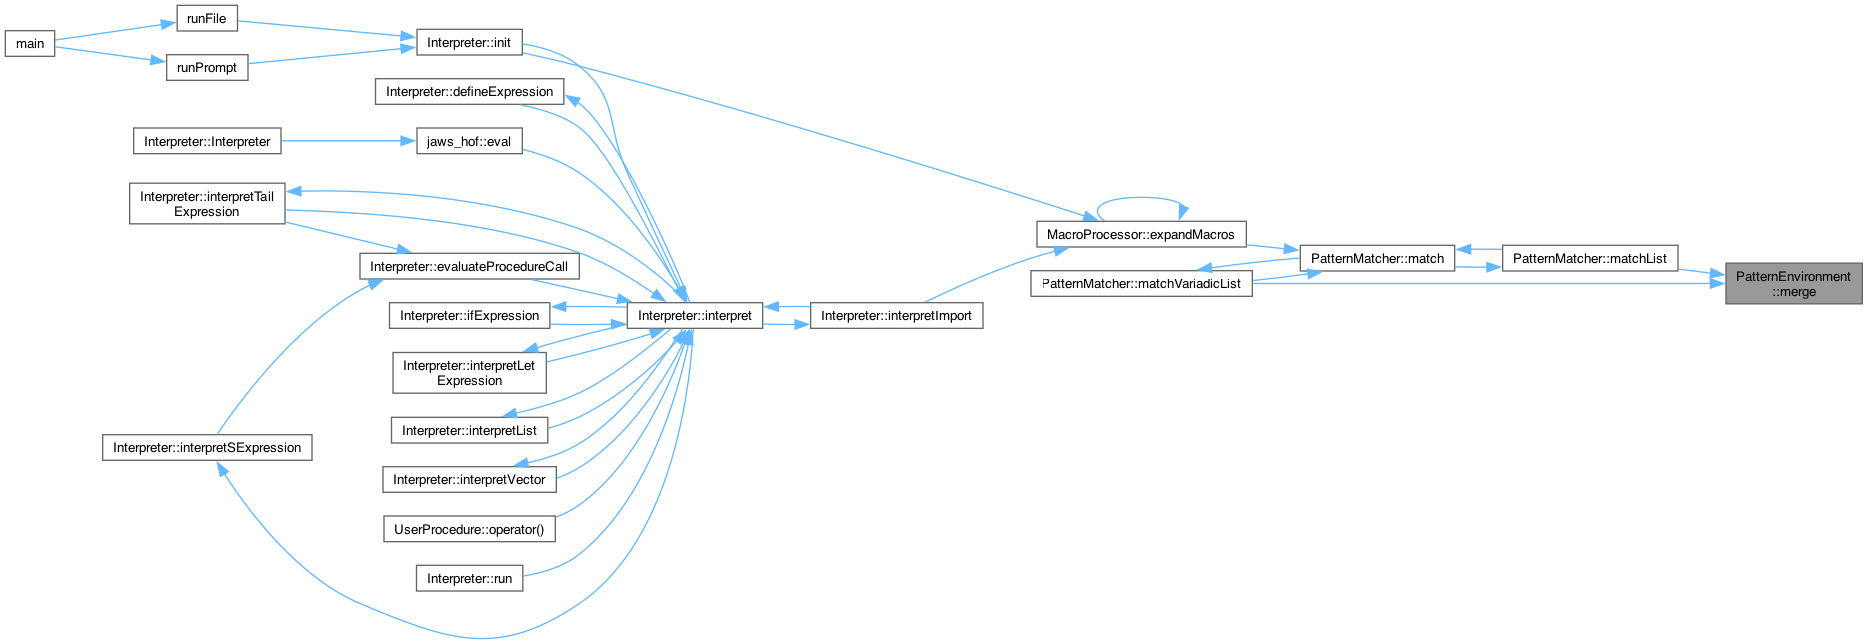 main
runFile
runPrompt
Interpreter::init
Interpreter::defineExpression
Interpreter::Interpreter
jaws_hof::eval
Interpreter::interpretTail
Expression
Interpreter::evaluateProcedureCall
Interpreter::ifExpression
Interpreter::interpretLet
Expression
Interpreter::interpretList
Interpreter::interpretSExpression
Interpreter::interpretVector
UserProcedure::operator()
Interpreter::run
Interpreter::interpret
Interpreter::interpretImport
MacroProcessor::expandMacros
PatternMatcher::matchVariadicList
PatternMatcher::match
PatternMatcher::matchList
PatternEnvironment
::merge